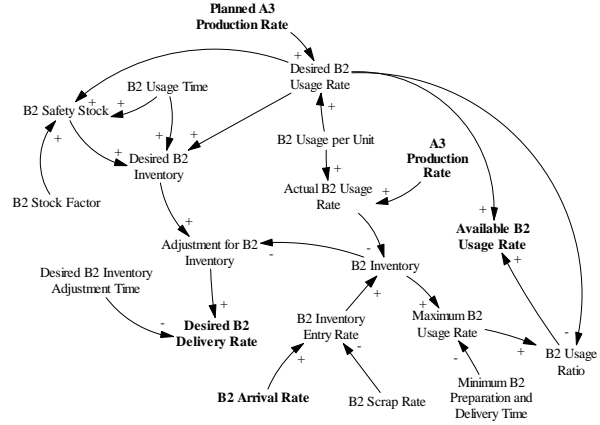 Planned A3
Production Rate
+
Desired B2
Usage Rate
B2 Usage Time
+
+
B2 Safety Stock
+
+
+
+
B2 Usage per Unit
A3
Production
Rate
+
+
Desired B2
Inventory
+
Actual B2 Usage
Rate
+
B2 Stock Factor
+
+
Available B2
Usage Rate
Adjustment for B2
Inventory
-
-
+
B2 Inventory
Desired B2 Inventory
Adjustment Time
-
+
+
+
Desired B2
Delivery Rate
B2 Inventory
Entry Rate
Maximum B2
Usage Rate
-
+
-
-
+
B2 Usage
Ratio
Minimum B2
Preparation and
Delivery Time
B2 Arrival Rate
B2 Scrap Rate